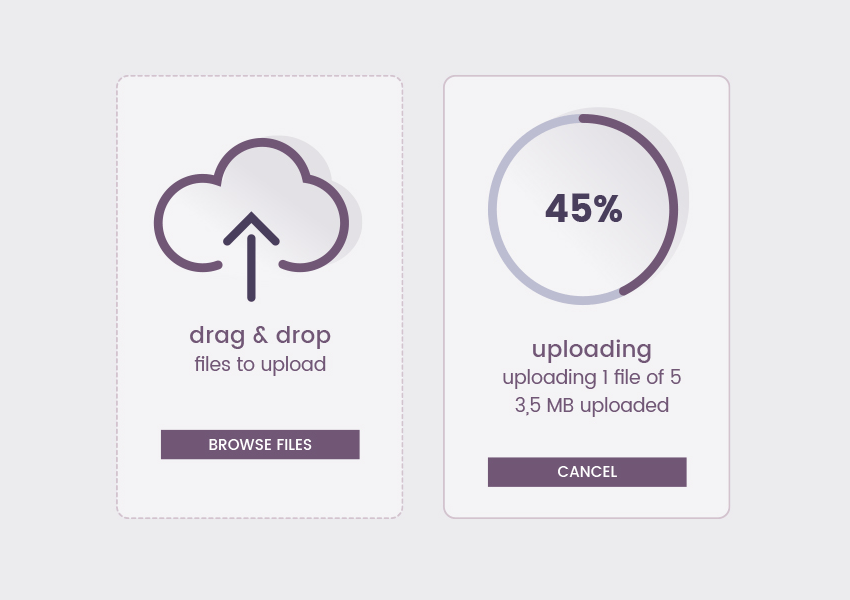 drag & drop
files to upload
BROWSE FILES
45%
uploading
uploading 1 file of 5
3,5 MB uploaded
CANCEL